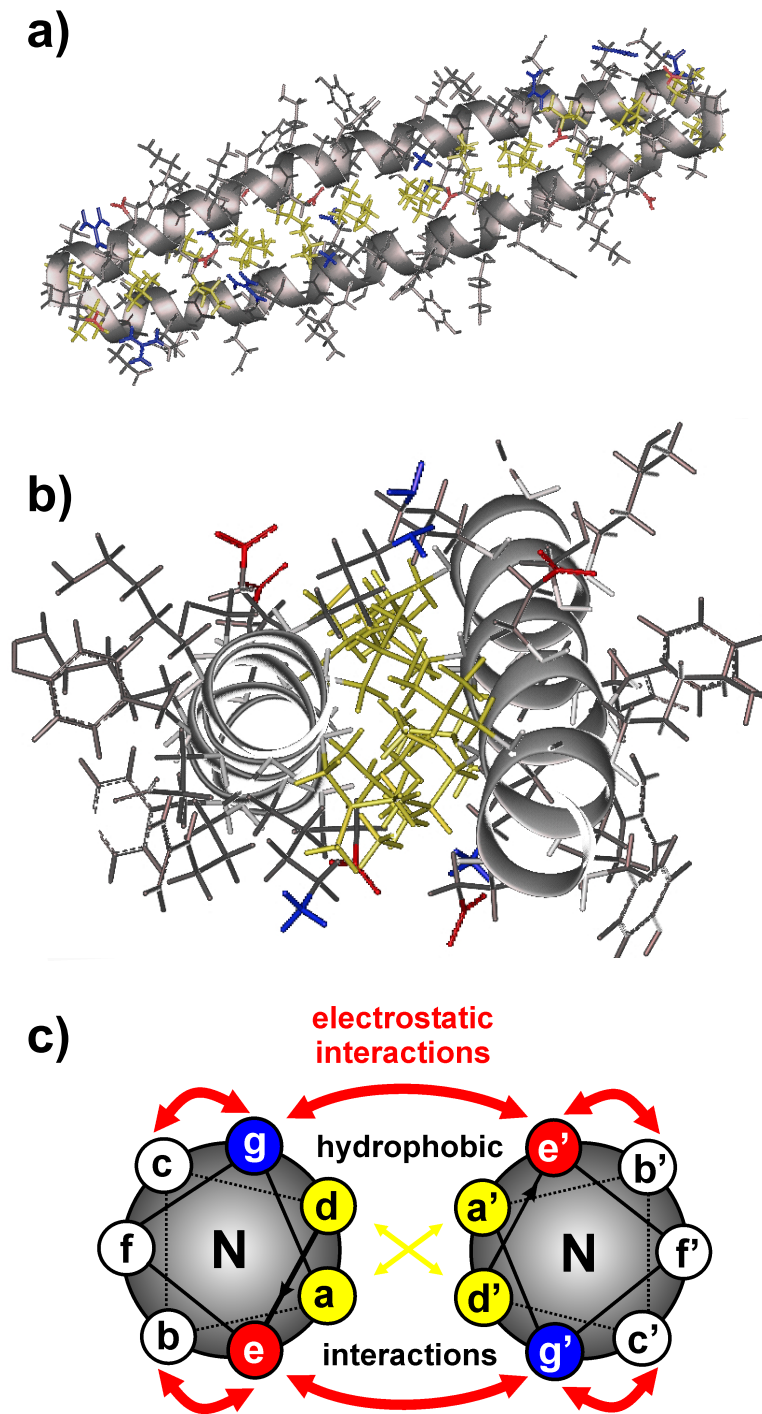 a)
b)
c)
electrostatic
interactions
hydrophobic
g
e’
c
b’
d
a’
f
N
N
f’
a
d’
b
c’
e
g’
interactions